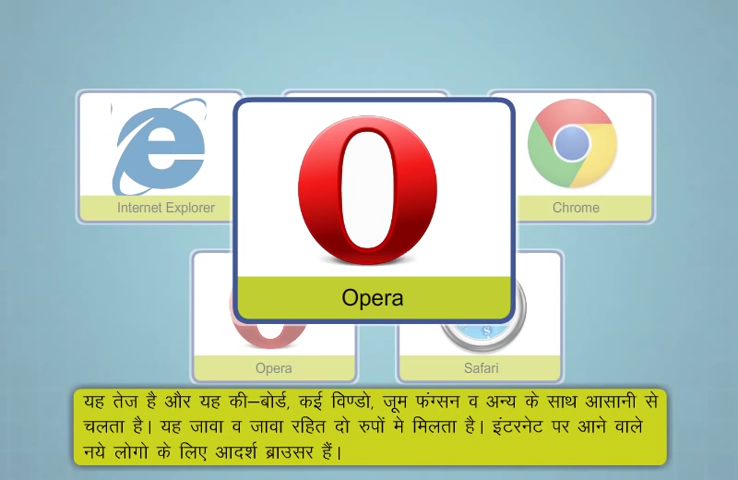 Internet Explorer
Chrome
Opera
Opera
Safari
यह तेज है और यह की–बोर्ड, कई विण्डो, जूम फंग्सन व अन्य के साथ आसानी से
चलता है। यह जावा व जावा रहित दो रुपों मे मिलता है। इंटरनेट पर आने वाले
नये लोगो के लिए आदर्श ब्राउसर हैं।